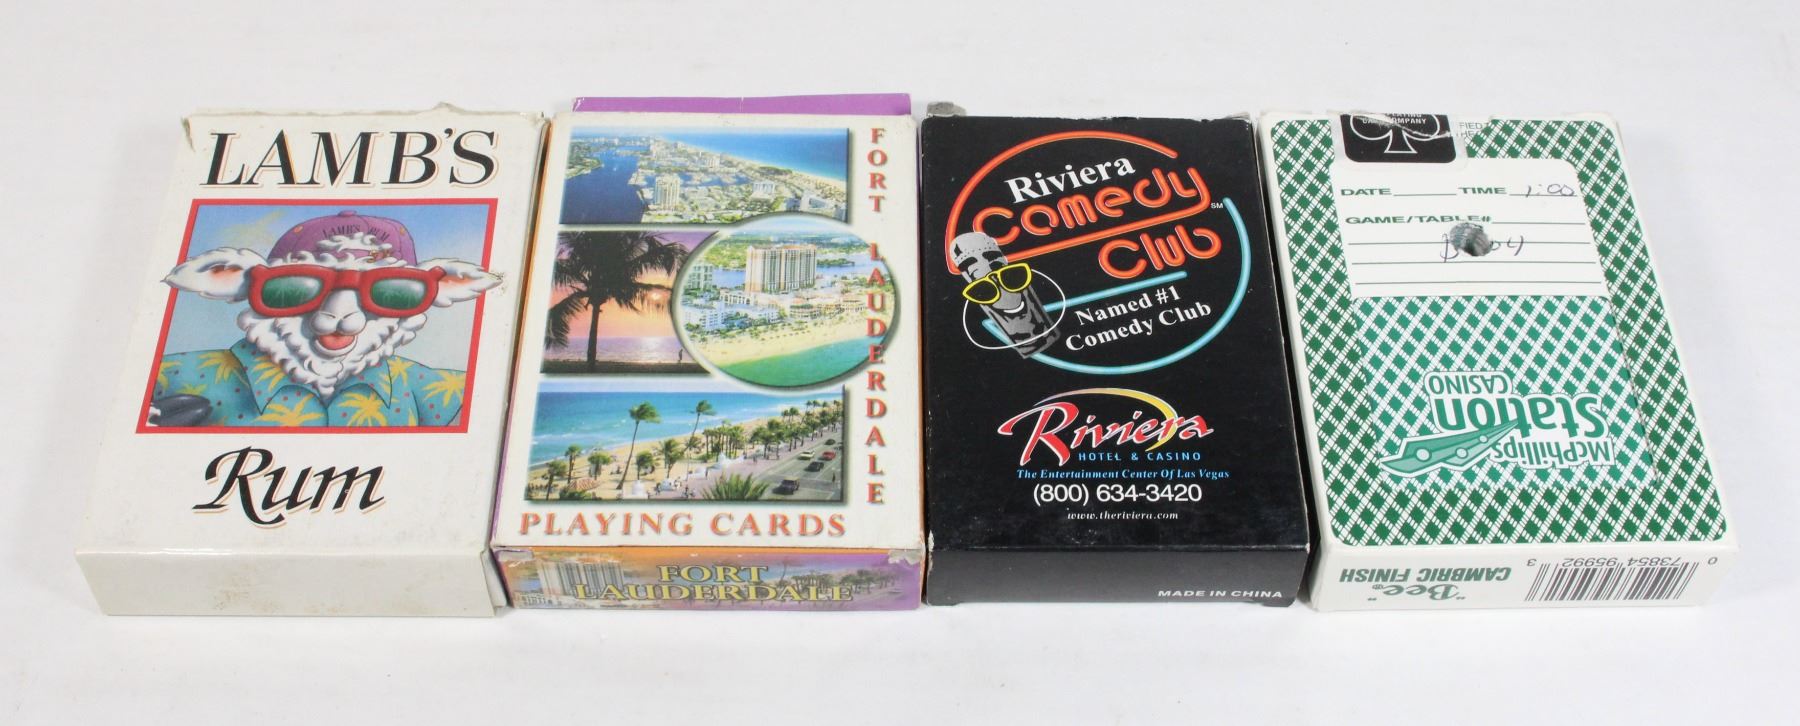 LAMB'S
LAMB'S RUM
Rum
FORT LAUDERDALE
PLAYING CARDS
FORT
LAUDERDALE
Riviera
Comedy SM
Club
Named #1
Comedy Club
Riviera
HOTEL & CASINO
The Entertainment Center Of Las Vegas
(800) 634-3420
www.theriviera.com
MADE IN CHINA
COMPANY
DATE TIME 1:00
GAME/TABLE#
McPhillips
Station
CASINO
"Bee"®
CAMBRIC FINISH
0 73854 95992 3